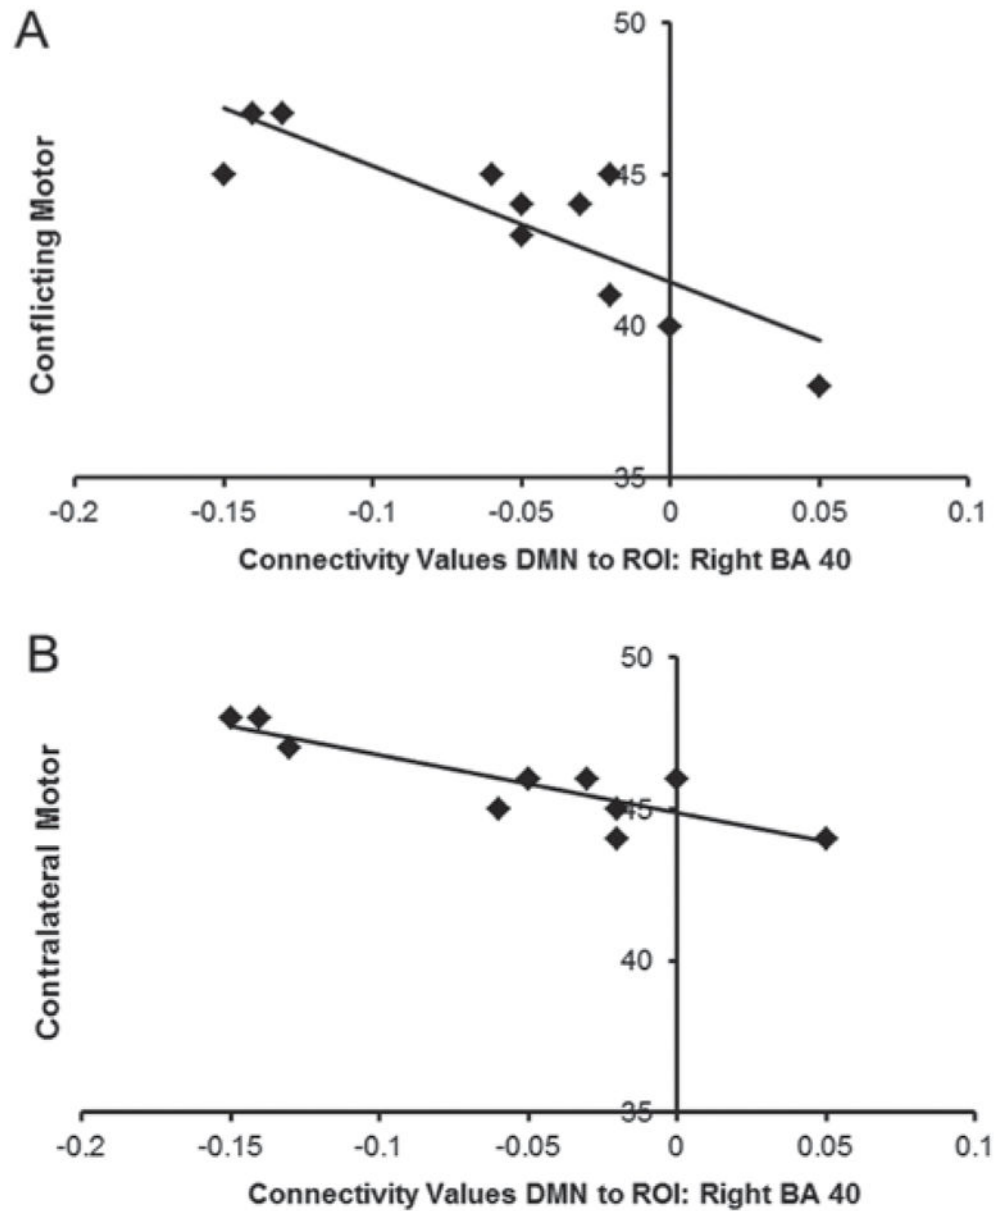 A
50
45
40
35
Conflicting Motor
-0.2 -0.15 -0.1 -0.05 0 0.05 0.1
Connectivity Values DMN to ROI: Right BA 40
B
50
45
40
35
Contralateral Motor
-0.2 -0.15 -0.1 -0.05 0 0.05 0.1
Connectivity Values DMN to ROI: Right BA 40